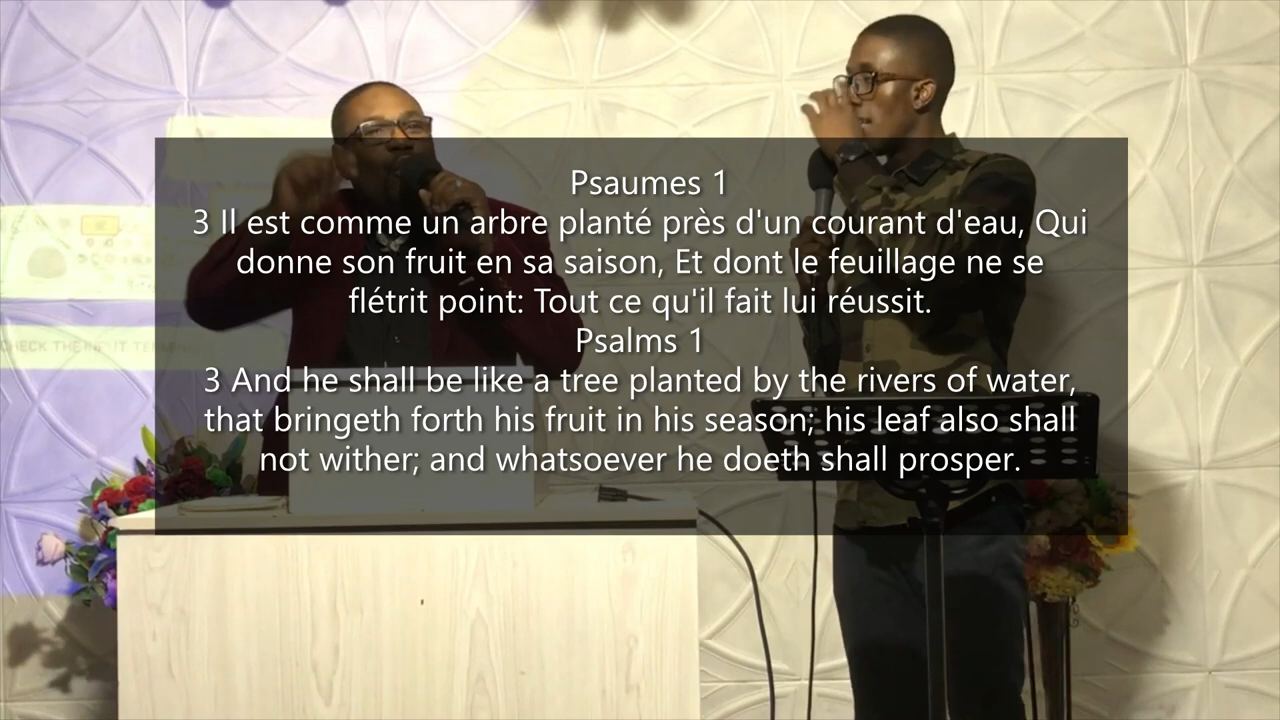 Psaumes 1
3 Il est comme un arbre planté près d'un courant d'eau, Qui
donne son fruit en sa saison, Et dont le feuillage ne se
flétrit point: Tout ce qu'il fait lui réussit.
Psalms 1
3 And he shall be like a tree planted by the rivers of water,
that bringeth forth his fruit in his season; his leaf also shall
not wither; and whatsoever he doeth shall prosper.
CHECK THE